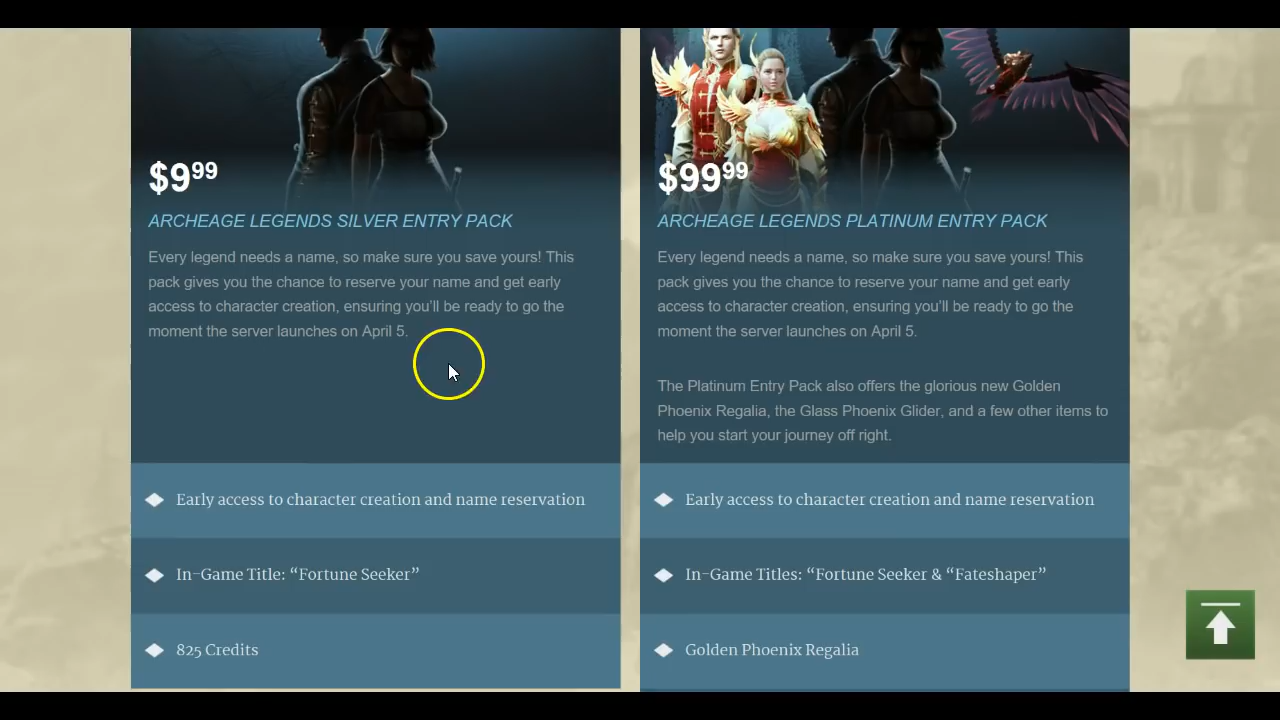 $9.99
ARCHEAGE LEGENDS SILVER ENTRY PACK
Every legend needs a name, so make sure you save yours! This
pack gives you the chance to reserve your name and get early
access to character creation, ensuring you'll be ready to go the
moment the server launches on April 5.
Early access to character creation and name reservation
In-Game Title: “Fortune Seeker”
825 Credits
$99.99
ARCHEAGE LEGENDS PLATINUM ENTRY PACK
Every legend needs a name, so make sure you save yours! This
pack gives you the chance to reserve your name and get early
access to character creation, ensuring you'll be ready to go the
moment the server launches on April 5.
The Platinum Entry Pack also offers the glorious new Golden
Phoenix Regalia, the Glass Phoenix Glider, and a few other items to
help you start your journey off right.
Early access to character creation and name reservation
In-Game Titles: “Fortune Seeker & “Fateshaper”
Golden Phoenix Regalia